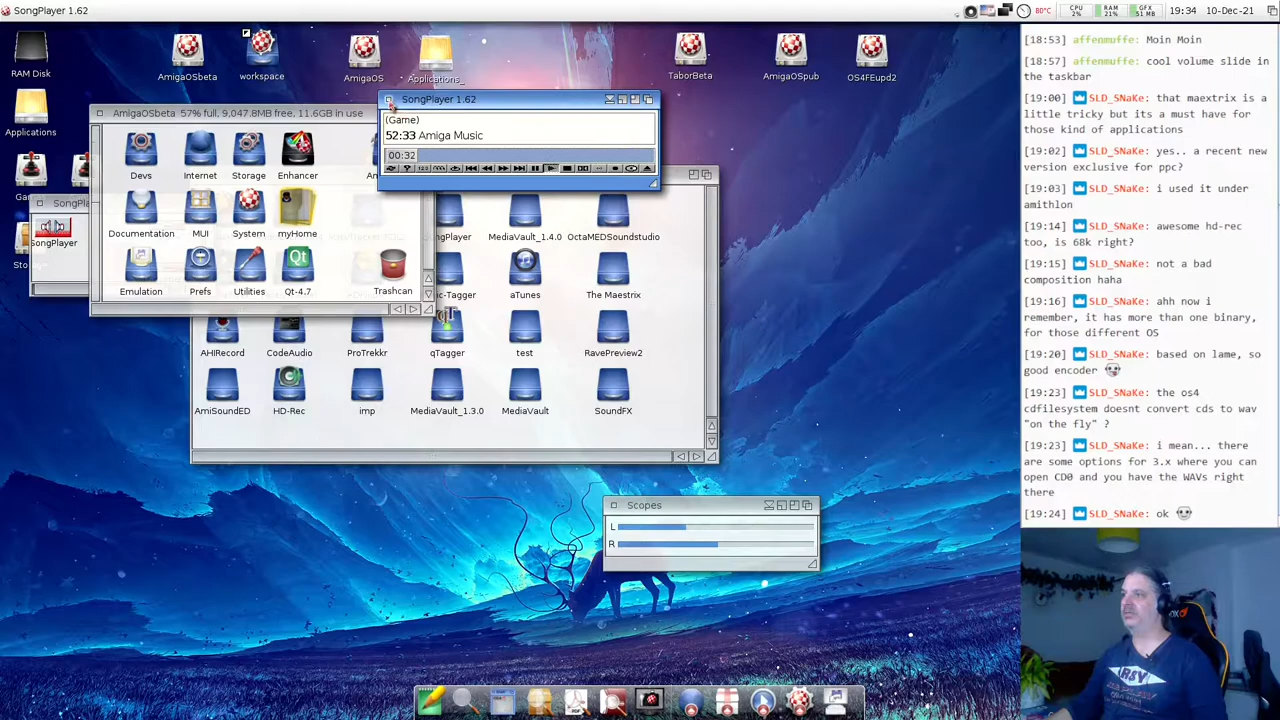 SongPlayer 1.62
80°C
CPU
2%
RAM
21%
GFX
51 MB
19:34
10-Dec-21
RAM Disk
AmigaOSbeta
workspace
AmigaOS
Applications_
TaborBeta
AmigaOSpub
OS4FEupd2
Applications
SongPlayer 1.62
(Game)
52:33 Amiga Music
00:32
AmigaOSbeta 57% full, 9,047.8MB free, 11.6GB in use
Devs
Internet
Storage
Enhancer
Documentation
MUI
System
myHome
Emulation
Prefs
Utilities
Qt-4.7
Trashcan
SongPlayer
MediaVault_1.4.0
OctaMEDSoundstudio
aTunes
The Maestrix
AHIRecord
CodeAudio
ProTrekkr
qTagger
test
RavePreview2
AmiSoundED
HD-Rec
imp
MediaVault_1.3.0
MediaVault
SoundFX
Scopes
L
R
[18:53] affenmuffe: Moin Moin
[18:57] affenmuffe: cool volume slide in
the taskbar
[19:00] SLD_SNaKe: that maextrix is a
little tricky but its a must have for
those kind of applications
[19:02] SLD_SNaKe: yes.. a recent new
version exclusive for ppc?
[19:03] SLD_SNaKe: i used it under
amithlon
[19:14] SLD_SNaKe: awesome hd-rec
too, is 68k right?
[19:15] SLD_SNaKe: not a bad
composition haha
[19:16] SLD_SNaKe: ahh now i
remember, it has more than one binary,
for those different OS
[19:20] SLD_SNaKe: based on lame, so
good encoder
[19:23] SLD_SNaKe: the os4
cdfilesystem doesnt convert cds to wav
"on the fly" ?
[19:23] SLD_SNaKe: i mean... there
are some options for 3.x where you can
open CD0 and you have the WAVs right
there
[19:24] SLD_SNaKe: ok